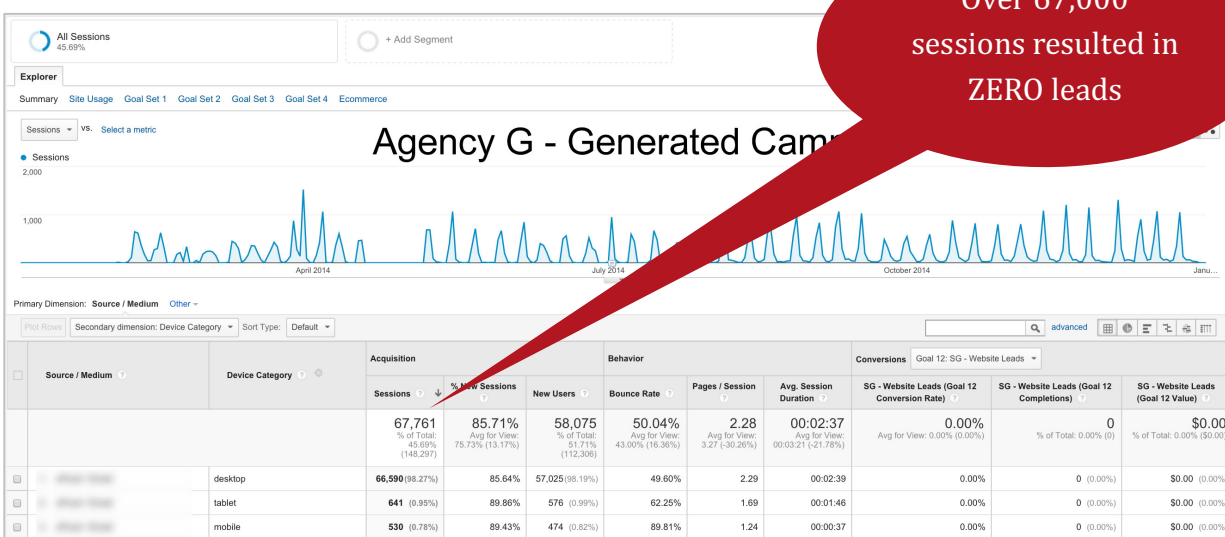 Over 67,000
sessions resulted in
ZERO leads
All Sessions
45.69%
+ Add Segment
Explorer
Summary Site Usage Goal Set 1 Goal Set 2 Goal Set 3 Goal Set 4 Ecommerce
Sessions VS. Select a metric
Agency G - Generated Cam
Sessions
2,000
1,000
April 2014 July 2014 October 2014 Janu...
Primary Dimension: Source / Medium Other
Plot Rows Secondary dimension: Device Category Sort Type: Default advanced
Acquisition Behavior Conversions Goal 12: SG - Website Leads
Source / Medium Device Category
Sessions % New Sessions New Users Bounce Rate Pages / Session Avg. Session Duration SG - Website Leads (Goal 12 Conversion Rate) SG - Website Leads (Goal 12 Completions) SG - Website Leads (Goal 12 Value)
67,761 85.71% 58,075 50.04% 2.28 00:02:37 0.00% 0 $0.00
% of Total: 45.69% (148,297) Avg for View: 75.73% (13.17%) % of Total: 51.71% (112,306) Avg for View: 43.00% (16.36%) Avg for View: 3.27 (-30.26%) Avg for View: 00:03:21 (-21.78%) Avg for View: 0.00% (0.00%) % of Total: 0.00% (0) % of Total: 0.00% ($0.00)
desktop 66,590 (98.27%) 85.64% 57,025 (98.19%) 49.60% 2.29 00:02:39 0.00% 0 (0.00%) $0.00 (0.00%
tablet 641 (0.95%) 89.86% 576 (0.99%) 62.25% 1.69 00:01:46 0.00% 0 (0.00%) $0.00 (0.00%
mobile 530 (0.78%) 89.43% 474 (0.82%) 89.81% 1.24 00:00:37 0.00% 0 (0.00%) $0.00 (0.00%